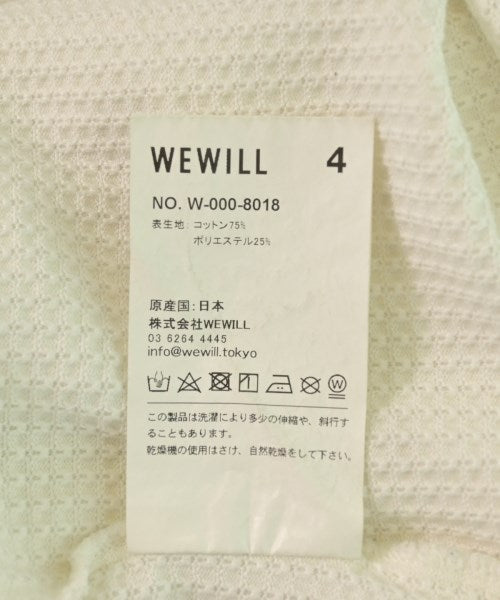 WEWILL 4
NO. W-000-8018
表生地: コットン75%
ポリエステル25%
原産国:日本
株式会社WEWILL
03 6264 4445
info@wewill.tokyo
W
この製品は洗濯により多少の伸縮や、斜行す
ることもあります。
乾燥機の使用はさけ、自然乾燥をして下さい。